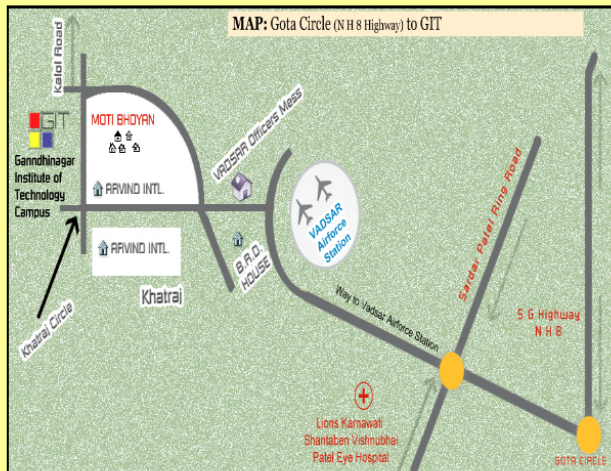 MAP: Gota Circle (N H 8 Highway) to GIT
Kalol Road
GIT
Ganndhinagar
Institute of
Technology
Campus
MOTI BHOYAN
ARVIND INTL.
ARVIND INTL.
VADSAR Officers Mess
VADSAR
Airforce
Station
B.R.D.
HOUSE
Khatraj
Khatraj Circle
Way to Vadsar Airforce Station
Sardar Patel Ring Road
S G Highway
N H 8
Lions Karnawati
Shantaben Vishnubhai
Patel Eye Hospital
GOTA CIRCLE